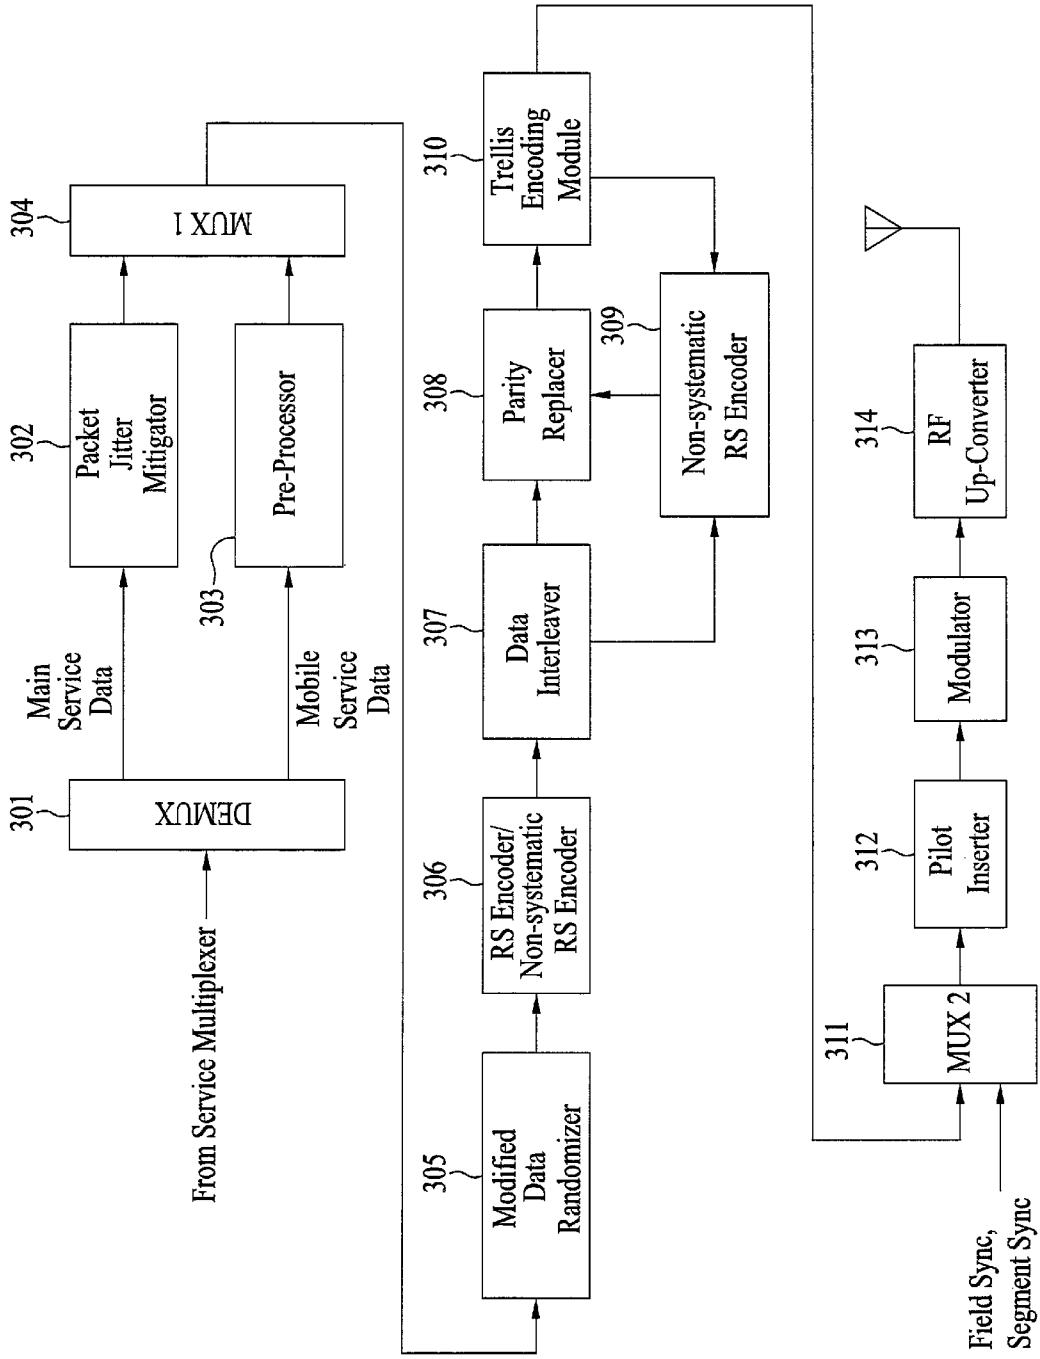 From Service Multiplexer
301
DEMUX
Main
Service
Data
Mobile
Service
Data
302
Packet
Jitter
Mitigator
303
Pre-Processor
304
MUX 1
305
Modified
Data
Randomizer
306
RS Encoder/
Non-systematic
RS Encoder
307
Data
Interleaver
308
Parity
Replacer
309
Non-systematic
RS Encoder
310
Trellis
Encoding
Module
Field Sync,
Segment Sync
311
MUX 2
312
Pilot
Inserter
313
Modulator
314
RF
Up-Converter